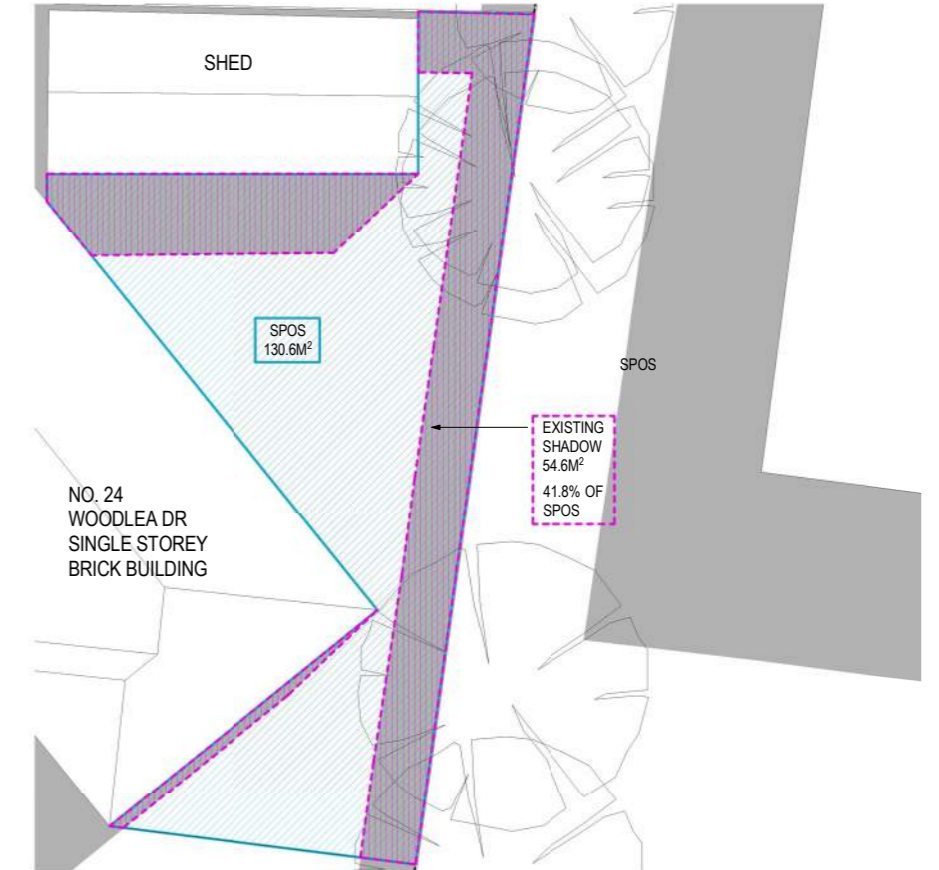 SHED
SPOS
130.6M²
SPOS
EXISTING
SHADOW
54.6M²
41.8% OF
SPOS
NO. 24
WOODLEA DR
SINGLE STOREY
BRICK BUILDING